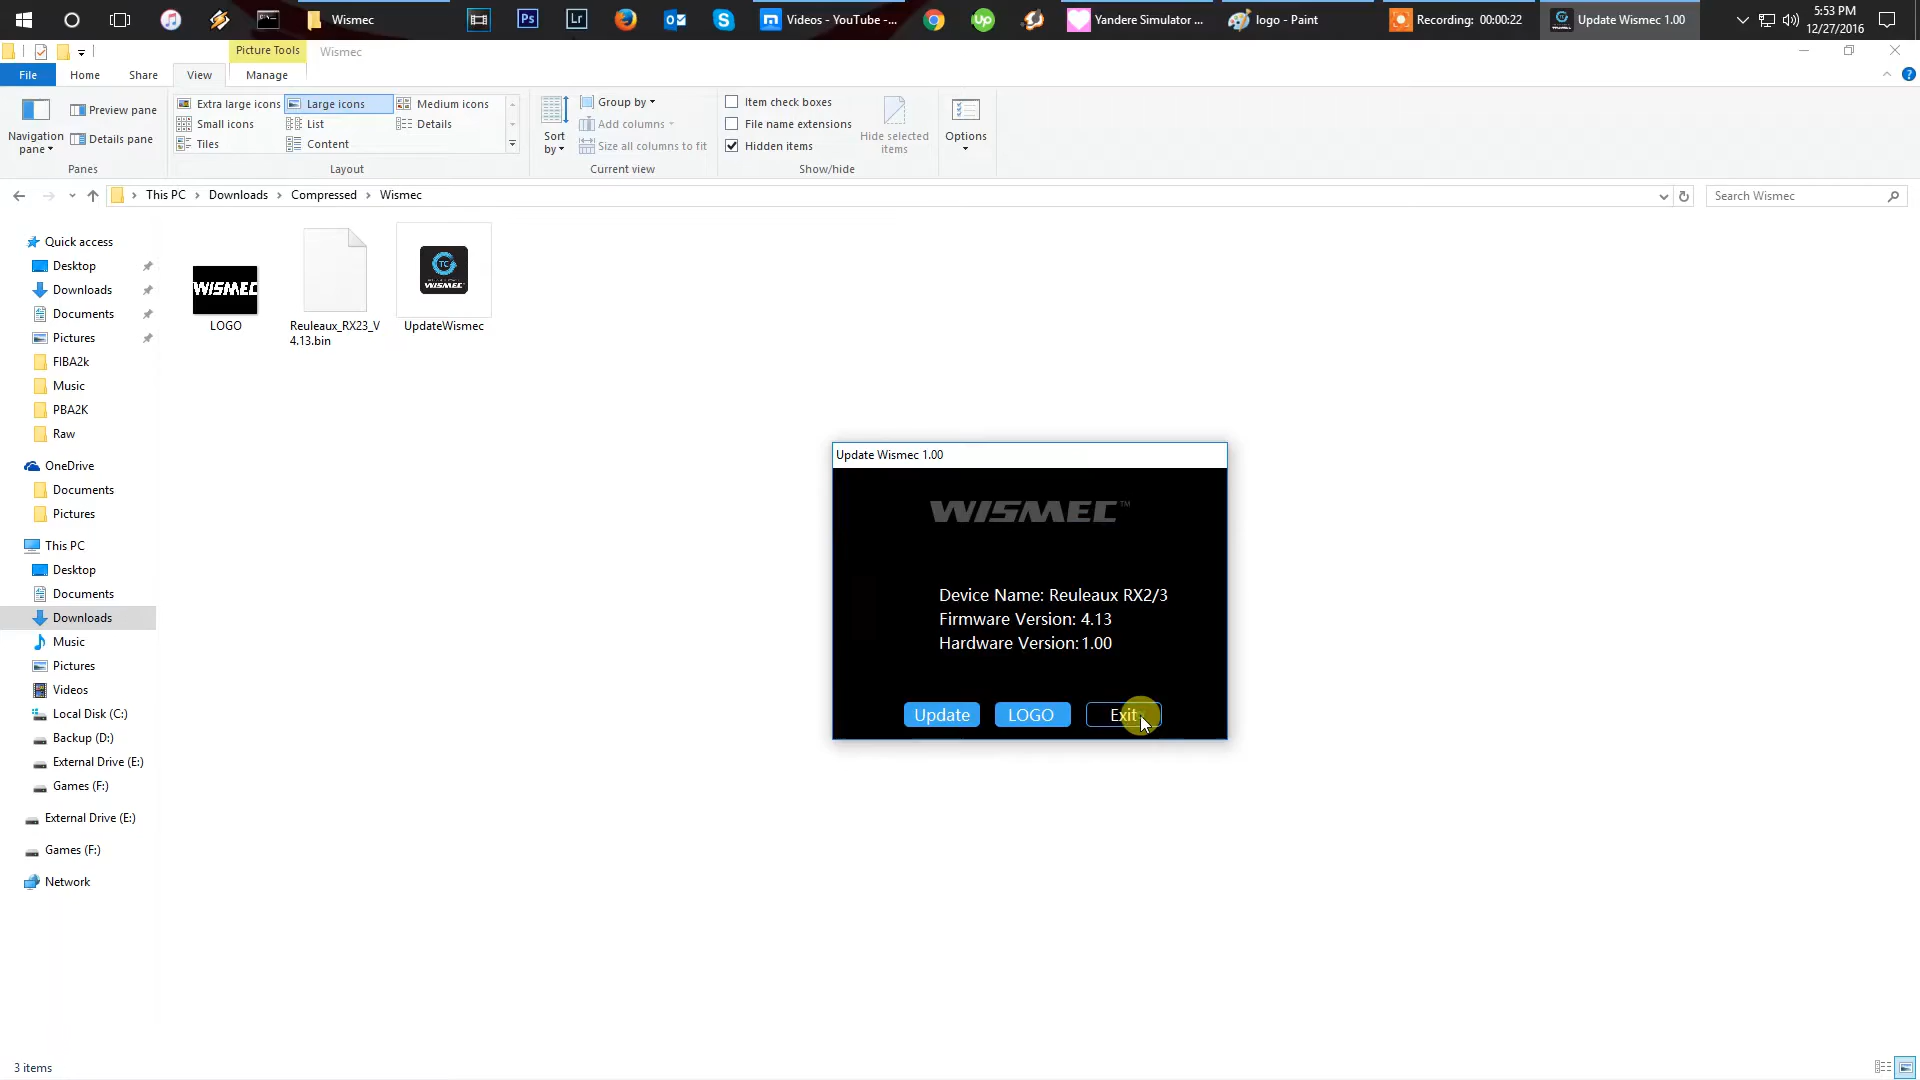 Wismec
Videos - YouTube -...
Yandere Simulator ...
logo - Paint
Recording: 00:00:22
Update Wismec 1.00
5:53 PM
12/27/2016
Picture Tools
Wismec
File
Home
Share
View
Manage
Navigation pane
Preview pane
Details pane
Panes
Extra large icons
Large icons
Medium icons
Small icons
List
Details
Tiles
Content
Layout
Sort by
Group by
Add columns
Size all columns to fit
Current view
Item check boxes
File name extensions
Hidden items
Hide selected items
Show/hide
Options
This PC
Downloads
Compressed
Wismec
Search Wismec
Quick access
Desktop
Downloads
Documents
Pictures
FIBA2k
Music
PBA2K
Raw
OneDrive
Documents
Pictures
This PC
Desktop
Documents
Downloads
Music
Pictures
Videos
Local Disk (C:)
Backup (D:)
External Drive (E:)
Games (F:)
External Drive (E:)
Games (F:)
Network
WISMEC
LOGO
Reuleaux_RX23_V
4.13.bin
TC
WISMEC
UpdateWismec
Update Wismec 1.00
WISMEC™
Device Name: Reuleaux RX2/3
Firmware Version: 4.13
Hardware Version: 1.00
Update
LOGO
Exit
3 items